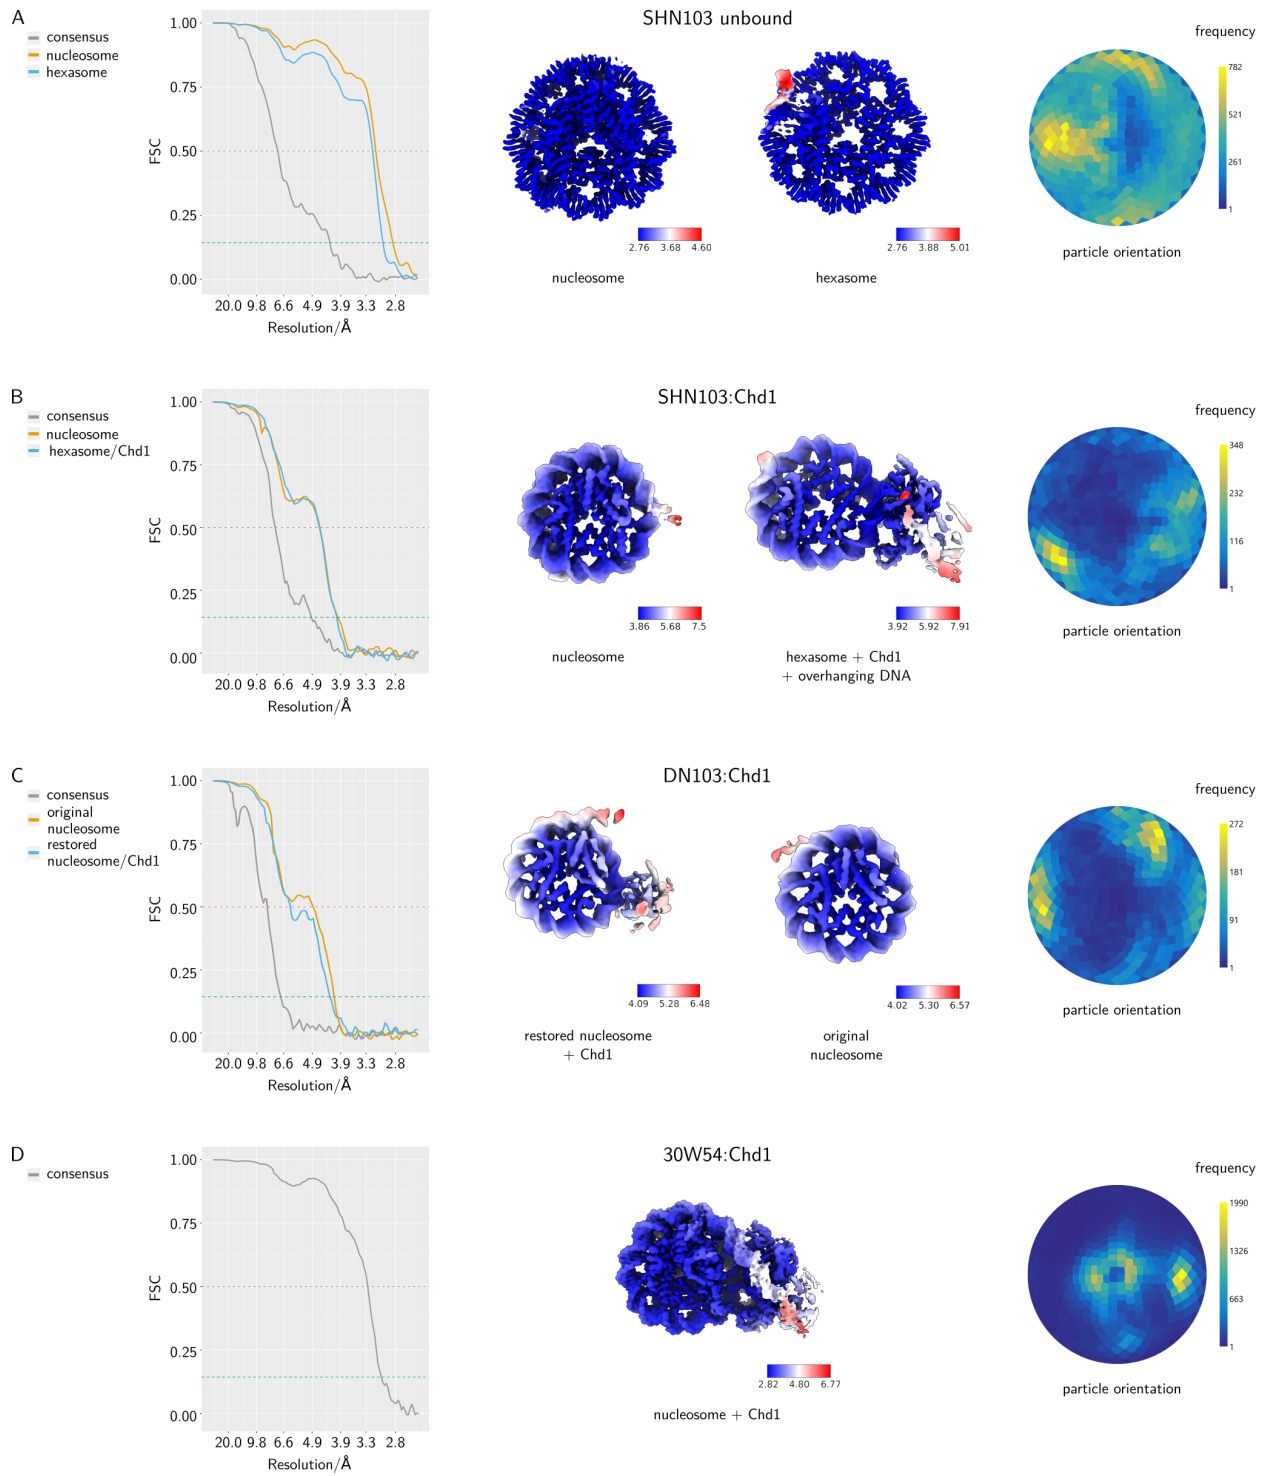 A
SHN103 unbound
consensus
nucleosome
hexasome
1.00
0.75
0.50
0.25
0.00
FSC
20.0 9.8 6.6 4.9 3.9 3.3 2.8
Resolution/Å
2.76 3.68 4.60
nucleosome
2.76 3.88 5.01
hexasome
frequency
782
521
261
1
particle orientation
B
SHN103:Chd1
consensus
nucleosome
hexasome/Chd1
1.00
0.75
0.50
0.25
0.00
FSC
20.0 9.8 6.6 4.9 3.9 3.3 2.8
Resolution/Å
3.86 5.68 7.5
nucleosome
3.92 5.92 7.91
hexasome + Chd1
+ overhanging DNA
frequency
348
232
116
1
particle orientation
C
DN103:Chd1
consensus
original
nucleosome
restored
nucleosome/Chd1
1.00
0.75
0.50
0.25
0.00
FSC
20.0 9.8 6.6 4.9 3.9 3.3 2.8
Resolution/Å
4.09 5.28 6.48
restored nucleosome
+ Chd1
4.02 5.30 6.57
original
nucleosome
frequency
272
181
91
1
particle orientation
D
30W54:Chd1
consensus
1.00
0.75
0.50
0.25
0.00
FSC
20.0 9.8 6.6 4.9 3.9 3.3 2.8
Resolution/Å
2.82 4.80 6.77
nucleosome + Chd1
frequency
1990
1326
663
1
particle orientation